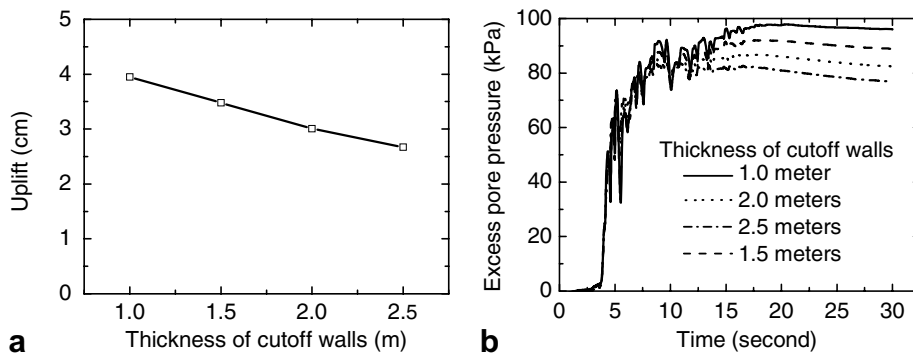 5
4
3
2
1
0
Uplift (cm)
1.0 1.5 2.0 2.5
Thickness of cutoff walls (m)
a
100
80
60
40
20
0
Excess pore pressure (kPa)
Thickness of cutoff walls
1.0 meter
2.0 meters
2.5 meters
1.5 meters
0 5 10 15 20 25 30
Time (second)
b